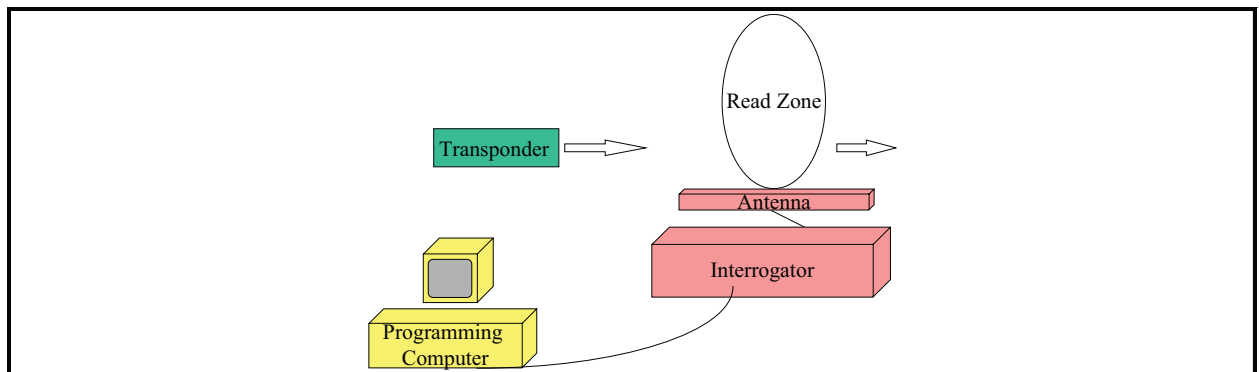 Read Zone
Transponder
Antenna
Interrogator
Programming
Computer